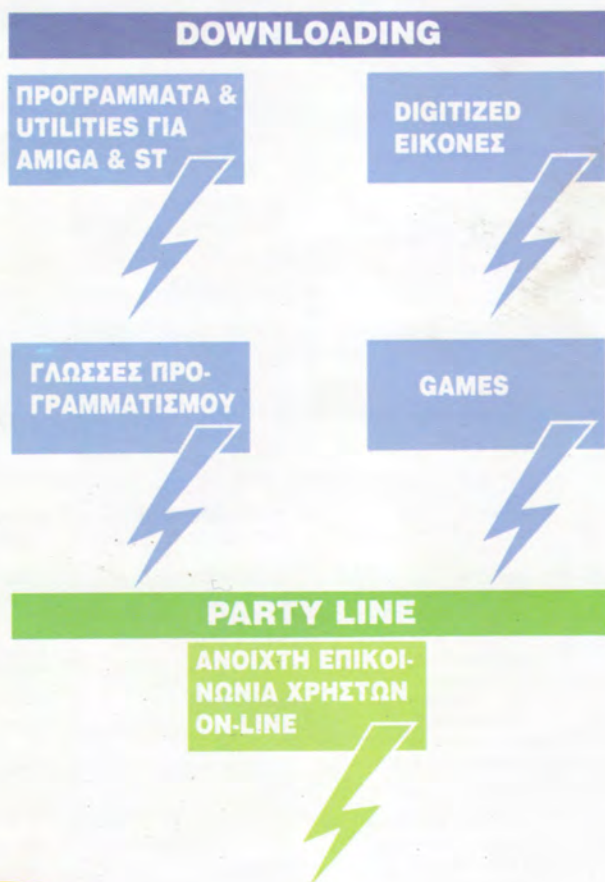 DOWNLOADING
ΠΡΟΓΡΑΜΜΑΤΑ &
UTILITIES ΓΙΑ
AMIGA & ST
DIGITIZED
ΕΙΚΟΝΕΣ
ΓΛΩΣΣΕΣ ΠΡΟ-
ΓΡΑΜΜΑΤΙΣΜΟΥ
GAMES
PARTY LINE
ΑΝΟΙΧΤΗ ΕΠΙΚΟΙ-
ΝΩΝΙΑ ΧΡΗΣΤΩΝ
ON-LINE